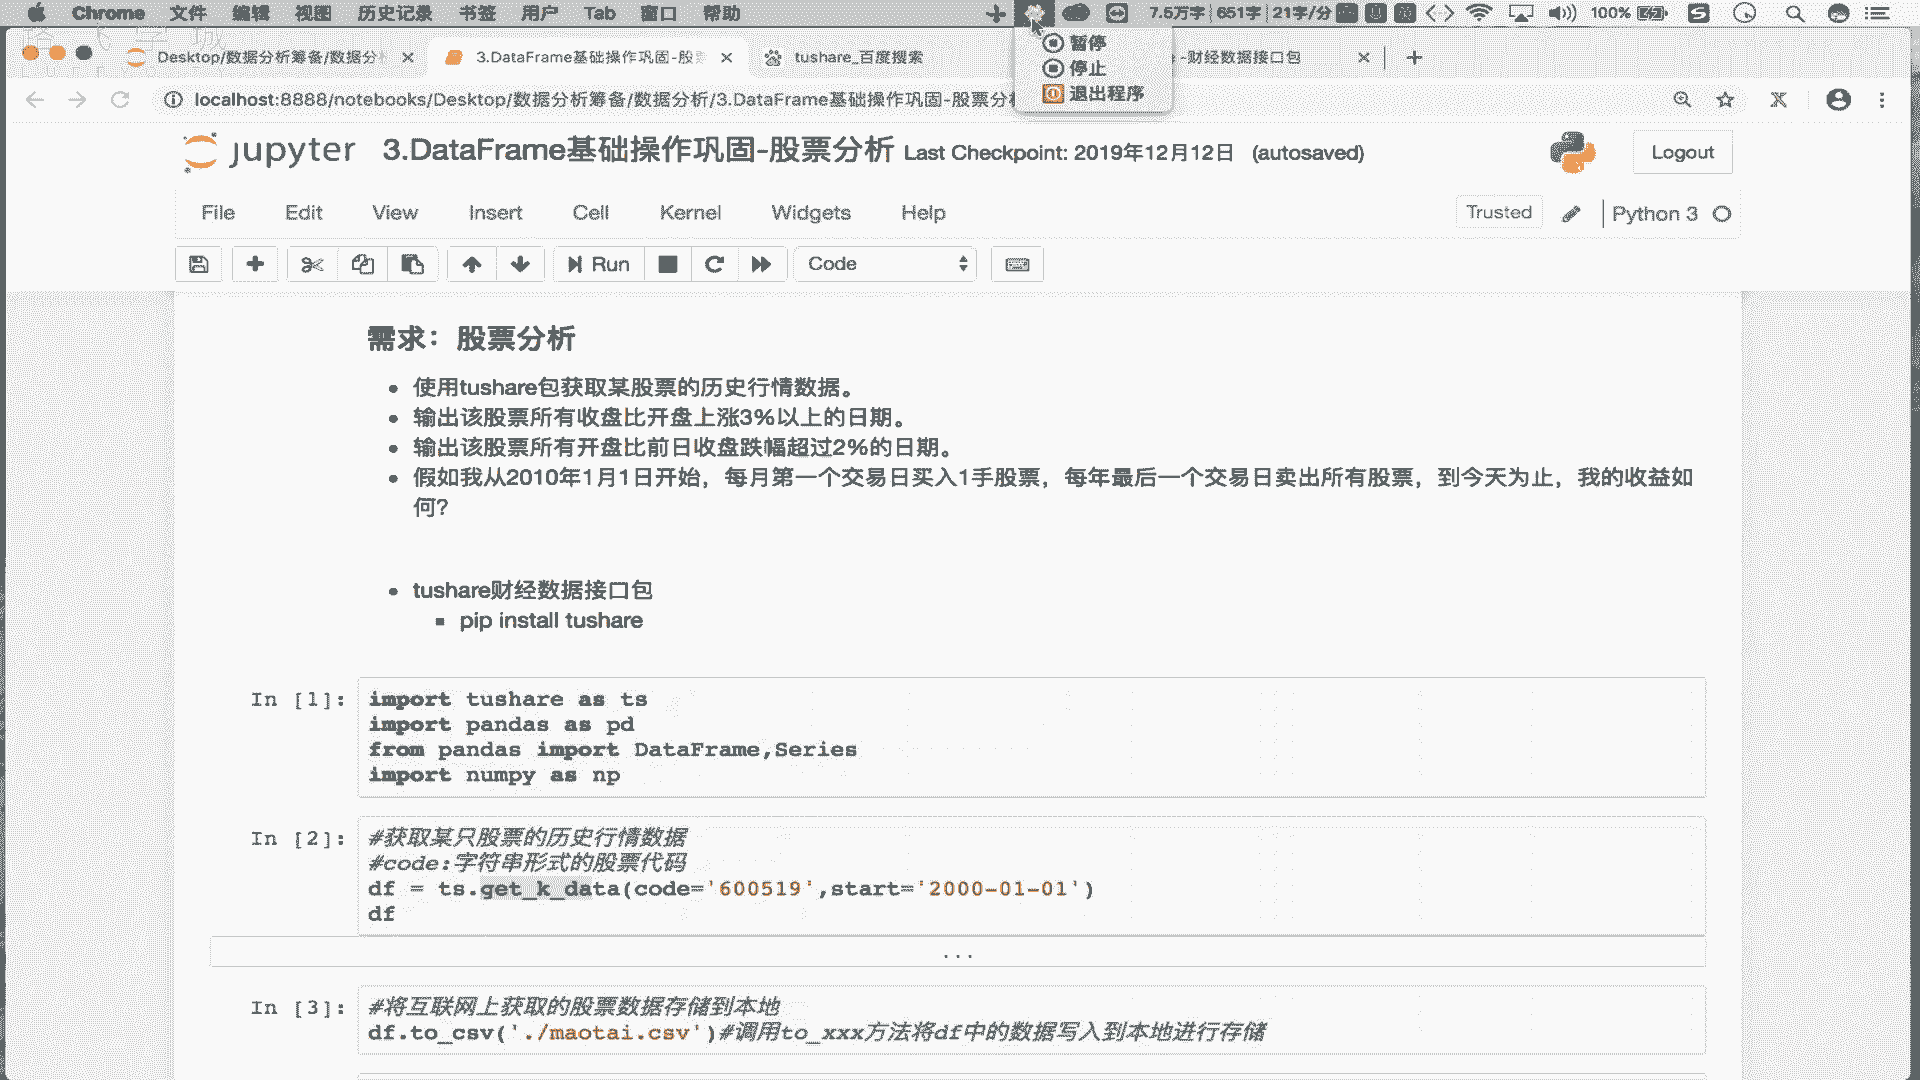 Chrome 文件 编辑 视图 历史记录 书签 用户 Tab 窗口 帮助 7.5万字 651字 21字/分 100%
暂停
停止
退出程序
Desktop/数据分析筹备/数据分析
3.DataFrame基础操作巩固-股票
tushare_百度搜索
-财经数据接口包
localhost:8888/notebooks/Desktop/数据分析筹备/数据分析/3.DataFrame基础操作巩固-股票分析
jupyter 3.DataFrame基础操作巩固-股票分析 Last Checkpoint: 2019年12月12日 (autosaved)
Logout
File Edit View Insert Cell Kernel Widgets Help
Trusted Python 3
Run Code
需求：股票分析
使用tushare包获取某股票的历史行情数据。
输出该股票所有收盘比开盘上涨3%以上的日期。
输出该股票所有开盘比前日收盘跌幅超过2%的日期。
假如我从2010年1月1日开始，每月第一个交易日买入1手股票，每年最后一个交易日卖出所有股票，到今天为止，我的收益如
何？
tushare财经数据接口包
pip install tushare
In [1]:
import tushare as ts
import pandas as pd
from pandas import DataFrame,Series
import numpy as np
In [2]:
#获取某只股票的历史行情数据
#code:字符串形式的股票代码
df = ts.get_k_data(code='600519',start='2000-01-01')
df
...
In [3]:
#将互联网上获取的股票数据存储到本地
df.to_csv('./maotai.csv')#调用to_xxx方法将df中的数据写入到本地进行存储